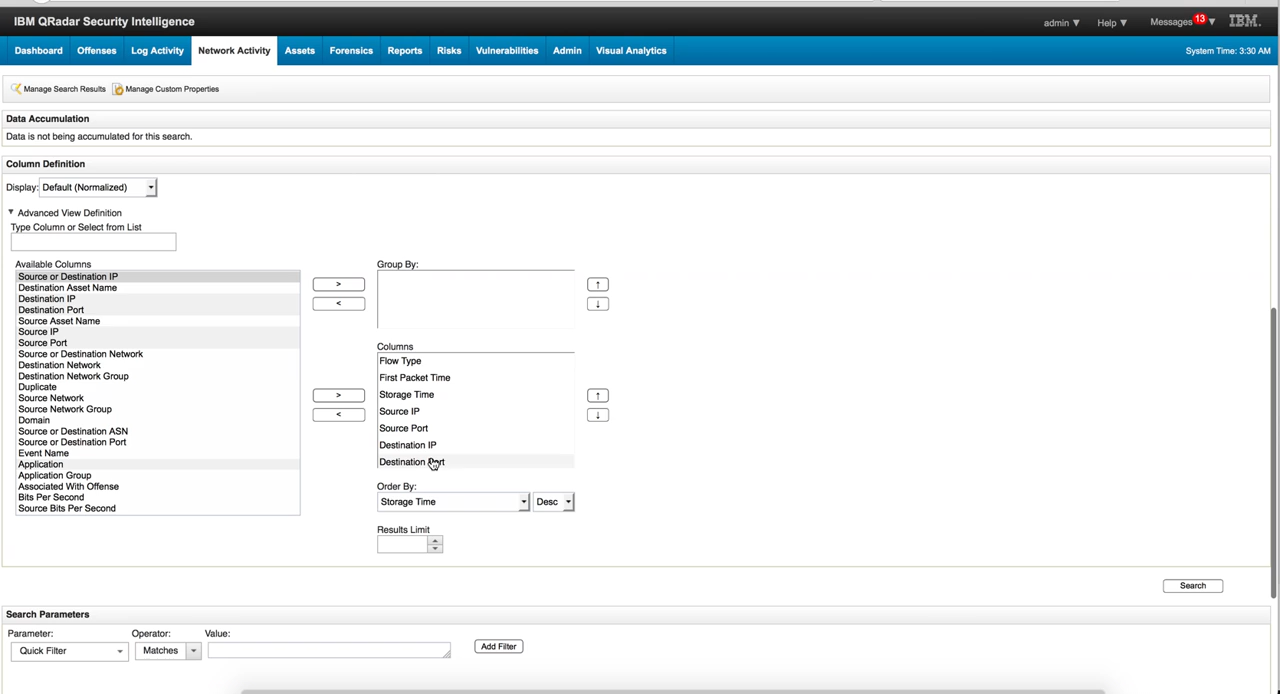 IBM QRadar Security Intelligence
admin ▼ Help ▼ Messages 13 ▼ IBM.
Dashboard Offenses Log Activity Network Activity Assets Forensics Reports Risks Vulnerabilities Admin Visual Analytics System Time: 3:30 AM
Manage Search Results Manage Custom Properties
Data Accumulation
Data is not being accumulated for this search.
Column Definition
Display: Default (Normalized)
Advanced View Definition
Type Column or Select from List
Available Columns
Source or Destination IP
Destination Asset Name
Destination IP
Destination Port
Source Asset Name
Source IP
Source Port
Source or Destination Network
Destination Network
Destination Network Group
Duplicate
Source Network
Source Network Group
Domain
Source or Destination ASN
Source or Destination Port
Event Name
Application
Application Group
Associated With Offense
Bits Per Second
Source Bits Per Second
>
<
Group By:
↑
↓
Columns
Flow Type
First Packet Time
Storage Time
Source IP
Source Port
Destination IP
Destination Port
>
<
↑
↓
Order By:
Storage Time Desc
Results Limit
Search
Search Parameters
Parameter: Operator: Value:
Quick Filter Matches Add Filter